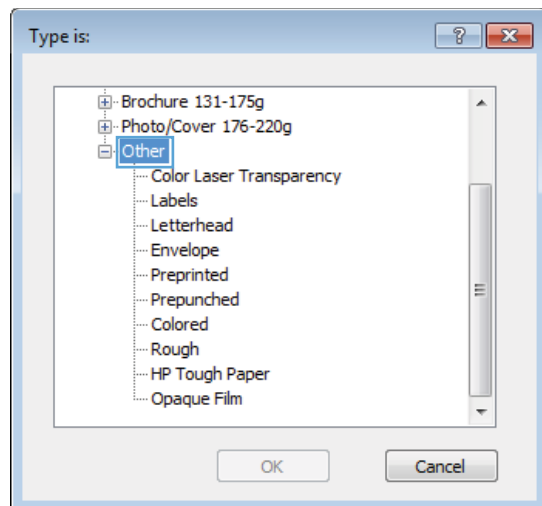 Type is:
Brochure 131-175g
Photo/Cover 176-220g
Other
Color Laser Transparency
Labels
Letterhead
Envelope
Preprinted
Prepunched
Colored
Rough
HP Tough Paper
Opaque Film
OK Cancel